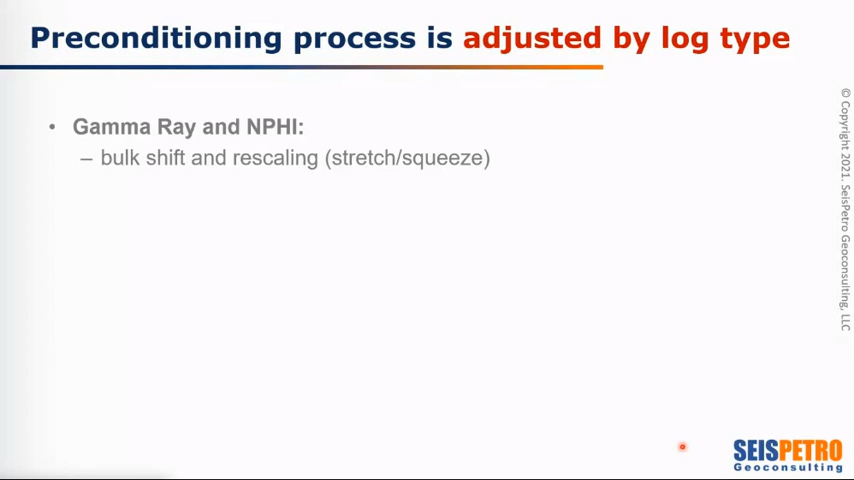 Preconditioning process is adjusted by log type
• Gamma Ray and NPHI:
– bulk shift and rescaling (stretch/squeeze)
© Copyright 2021. SeisPetro Geoconsulting, LLC
SEISPETRO
Geoconsulting